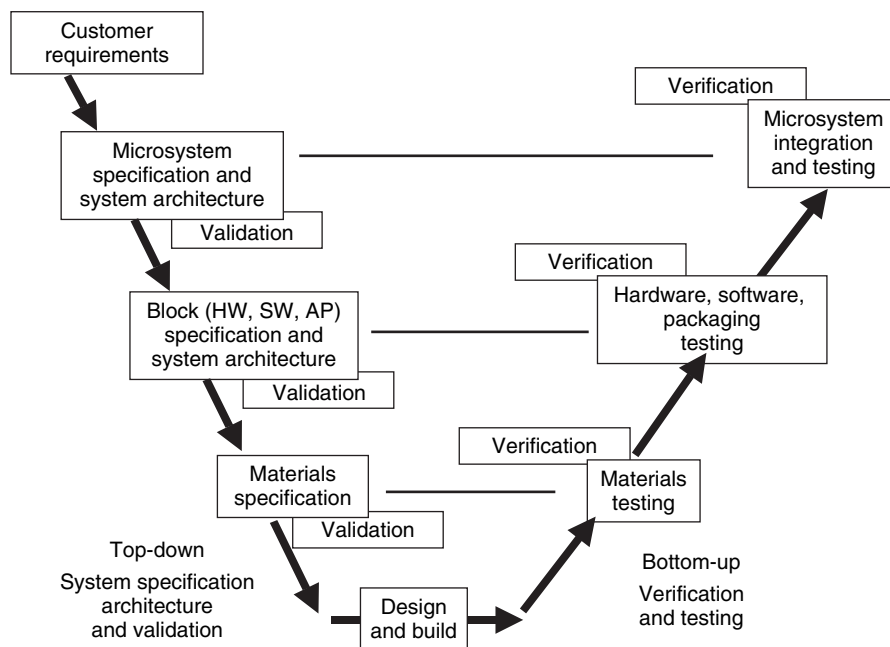 Customer
requirements
Verification
Microsystem
integration
and testing
Microsystem
specification and
system architecture
Validation
Verification
Hardware, software,
packaging
testing
Block (HW, SW, AP)
specification and
system architecture
Validation
Verification
Materials
testing
Materials
specification
Validation
Top-down
System specification
architecture
and validation
Design
and build
Bottom-up
Verification
and testing